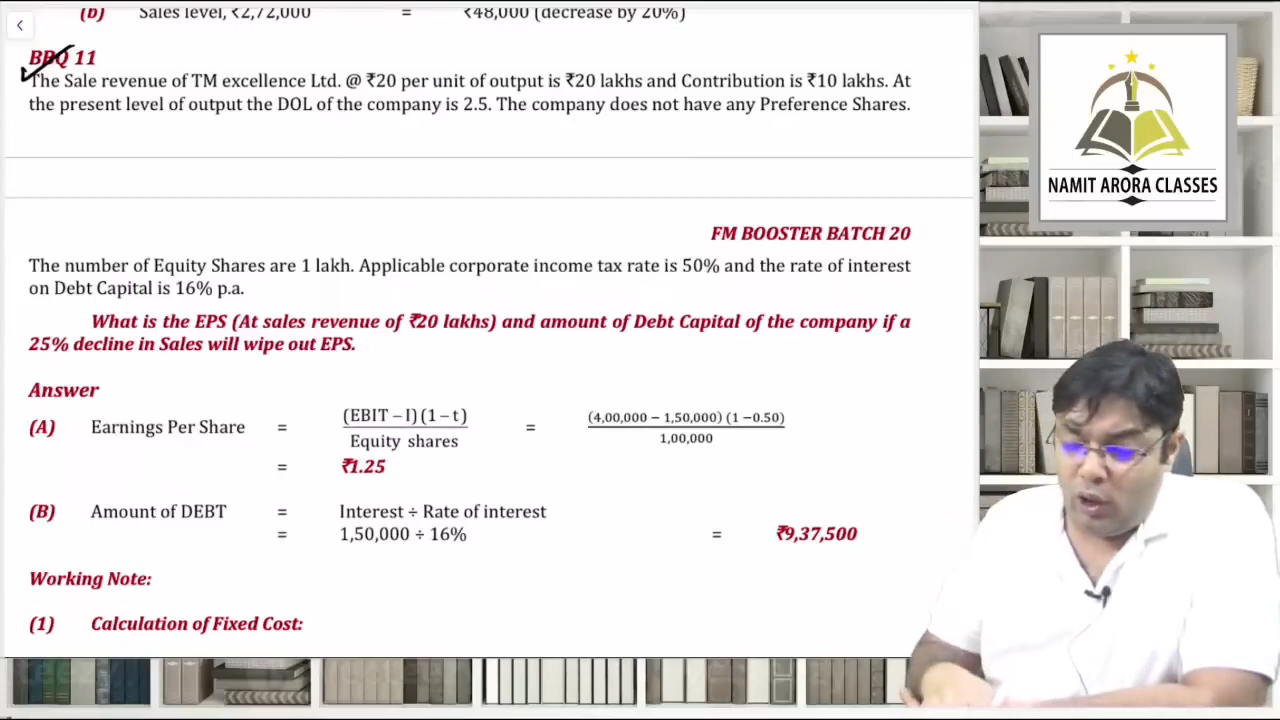 (b) Sales level, ₹2,72,000 = ₹48,000 (decrease by 20%)
BBQ 11
The Sale revenue of TM excellence Ltd. @ ₹20 per unit of output is ₹20 lakhs and Contribution is ₹10 lakhs. At
the present level of output the DOL of the company is 2.5. The company does not have any Preference Shares.
NAMIT ARORA CLASSES
FM BOOSTER BATCH 20
The number of Equity Shares are 1 lakh. Applicable corporate income tax rate is 50% and the rate of interest
on Debt Capital is 16% p.a.
What is the EPS (At sales revenue of ₹20 lakhs) and amount of Debt Capital of the company if a
25% decline in Sales will wipe out EPS.
Answer
(A) Earnings Per Share = (EBIT – I) (1 – t) / Equity shares = (4,00,000 – 1,50,000) (1 –0.50) / 1,00,000
= ₹1.25
(B) Amount of DEBT = Interest ÷ Rate of interest
= 1,50,000 ÷ 16% = ₹9,37,500
Working Note:
(1) Calculation of Fixed Cost: